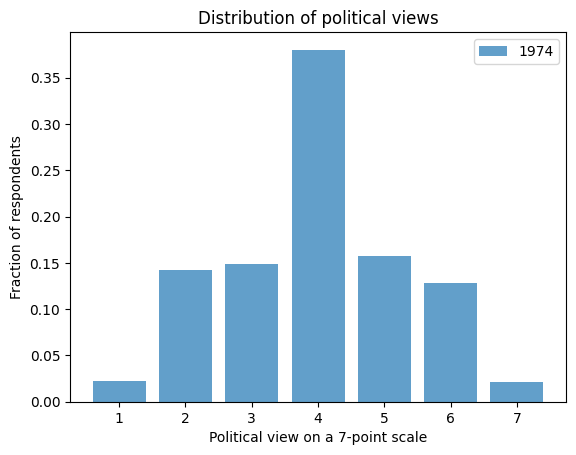 Distribution of political views
1974
0.35
0.30
0.25
0.20
0.15
0.10
0.05
0.00
Fraction of respondents
1 2 3 4 5 6 7
Political view on a 7-point scale